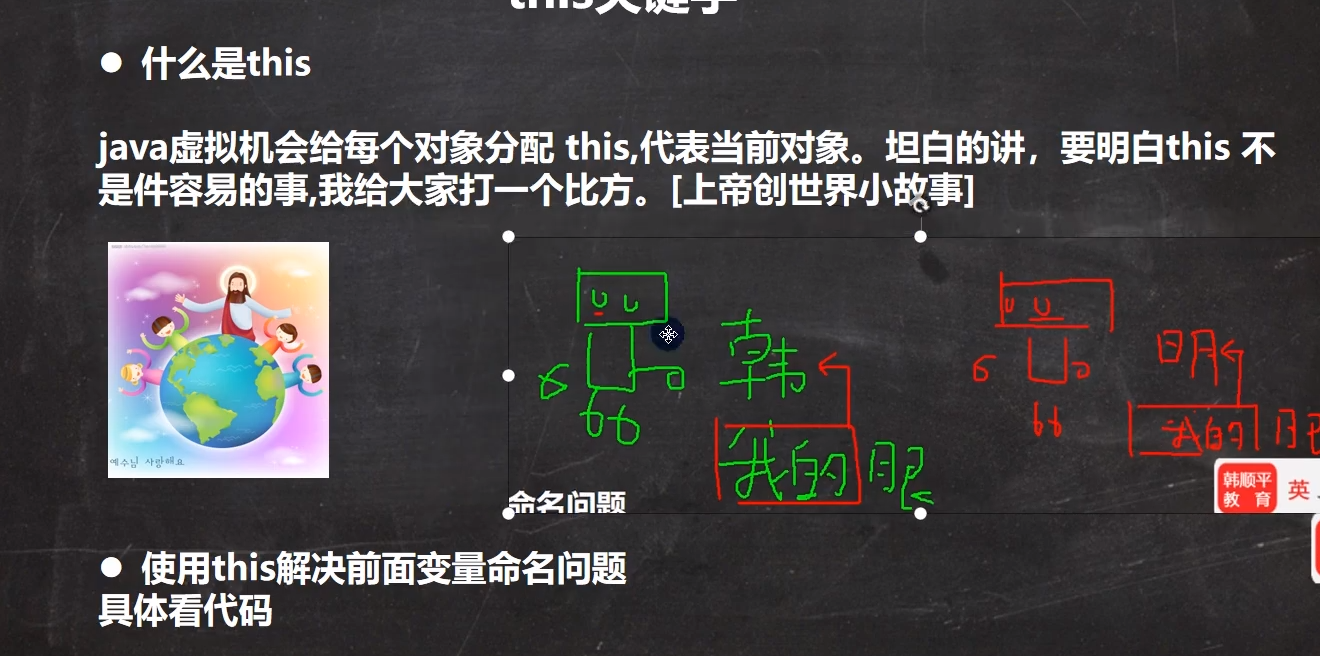 this关键字
● 什么是this
java虚拟机会给每个对象分配 this,代表当前对象。坦白的讲，要明白this 不
是件容易的事,我给大家打一个比方。[上帝创世界小故事]
예수님 사랑해요
韩
我的 眼
明
我的 眼
命名问题
韩顺平
教 育
英
● 使用this解决前面变量命名问题
具体看代码